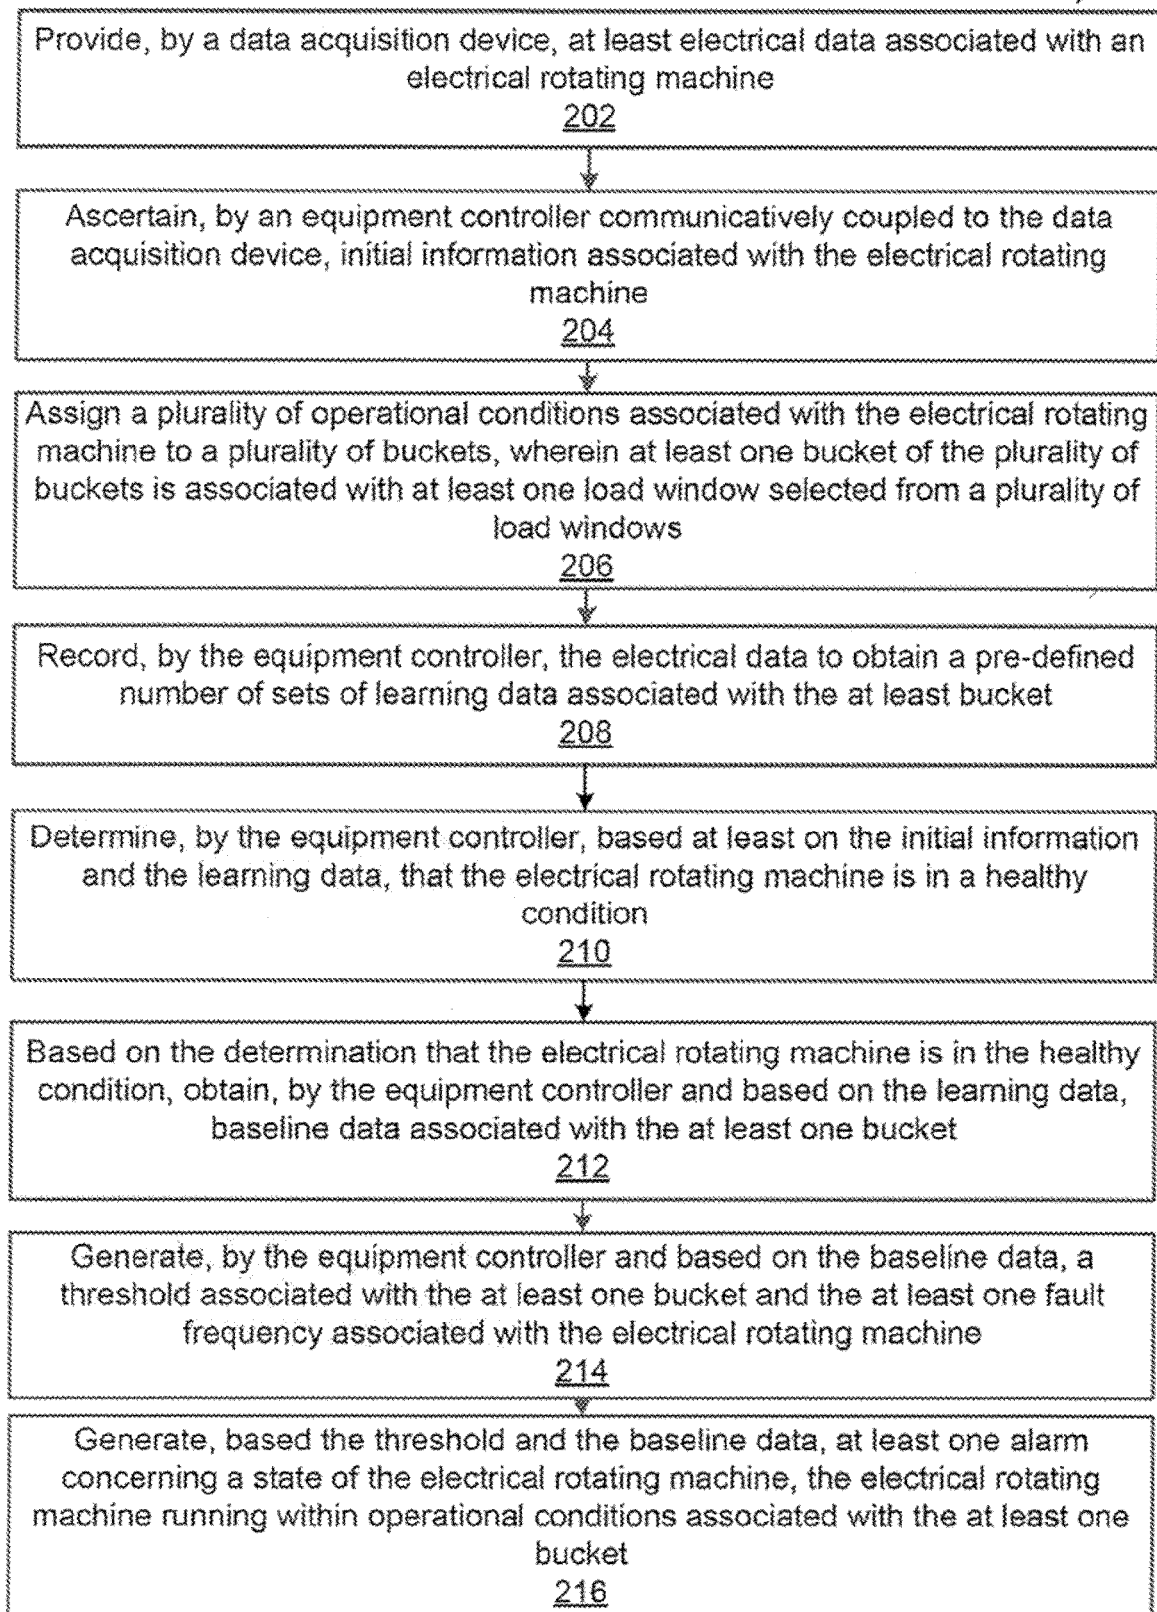 Provide, by a data acquisition device, at least electrical data associated with an
electrical rotating machine
202
Ascertain, by an equipment controller communicatively coupled to the data
acquisition device, initial information associated with the electrical rotating
machine
204
Assign a plurality of operational conditions associated with the electrical rotating
machine to a plurality of buckets, wherein at least one bucket of the plurality of
buckets is associated with at least one load window selected from a plurality of
load windows
206
Record, by the equipment controller, the electrical data to obtain a pre-defined
number of sets of learning data associated with the at least bucket
208
Determine, by the equipment controller, based at least on the initial information
and the learning data, that the electrical rotating machine is in a healthy
condition
210
Based on the determination that the electrical rotating machine is in the healthy
condition, obtain, by the equipment controller and based on the learning data,
baseline data associated with the at least one bucket
212
Generate, by the equipment controller and based on the baseline data, a
threshold associated with the at least one bucket and the at least one fault
frequency associated with the electrical rotating machine
214
Generate, based the threshold and the baseline data, at least one alarm
concerning a state of the electrical rotating machine, the electrical rotating
machine running within operational conditions associated with the at least one
bucket
216